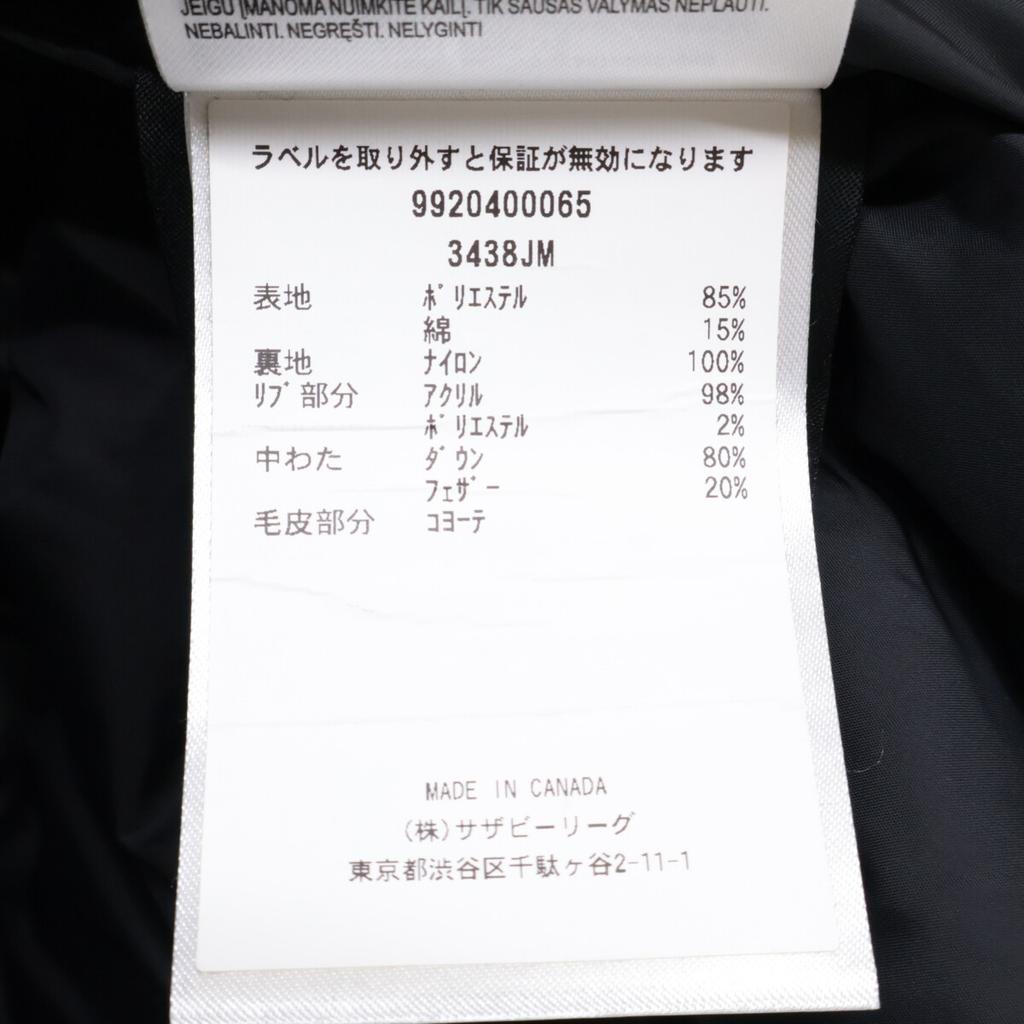 JEIGU ĮMANOMA NUIMKITE KAILĮ. TIK SAUSAS VALYMAS NEPLAUTI.
NEBALINTI. NEGRĘŠTI. NELYGINTI
ラベルを取り外すと保証が無効になります
9920400065
3438JM
表地 ﾎﾟﾘｴｽﾃﾙ 85%
綿 15%
裏地 ﾅｲﾛﾝ 100%
ﾘﾌﾞ部分 ｱｸﾘﾙ 98%
ﾎﾟﾘｴｽﾃﾙ 2%
中わた ﾀﾞｳﾝ 80%
ﾌｪｻﾞｰ 20%
毛皮部分 ｺﾖｰﾃ
MADE IN CANADA
(株)サザビーリーグ
東京都渋谷区千駄ヶ谷2-11-1